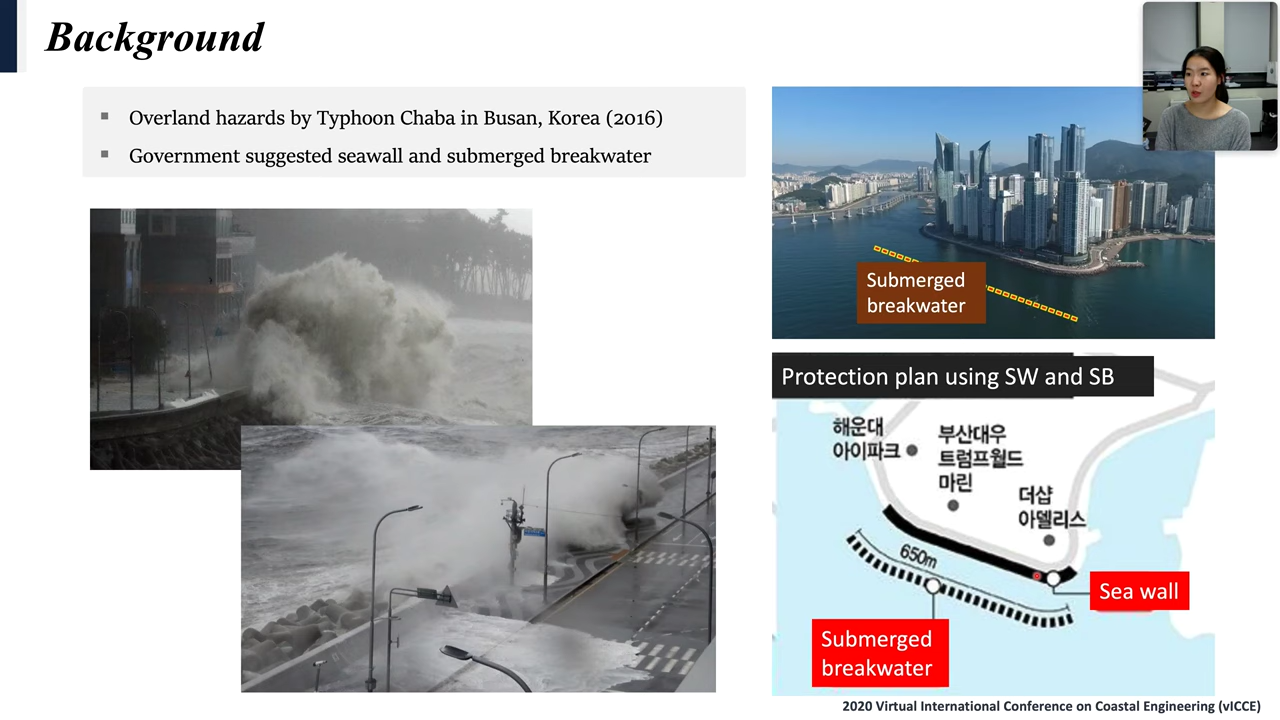 Background
▪ Overland hazards by Typhoon Chaba in Busan, Korea (2016)
▪ Government suggested seawall and submerged breakwater
Submerged
breakwater
Protection plan using SW and SB
해운대
아이파크
부산대우
트럼프월드
마린
더샵
아델리스
650m
Sea wall
Submerged
breakwater
2020 Virtual International Conference on Coastal Engineering (vICCE)